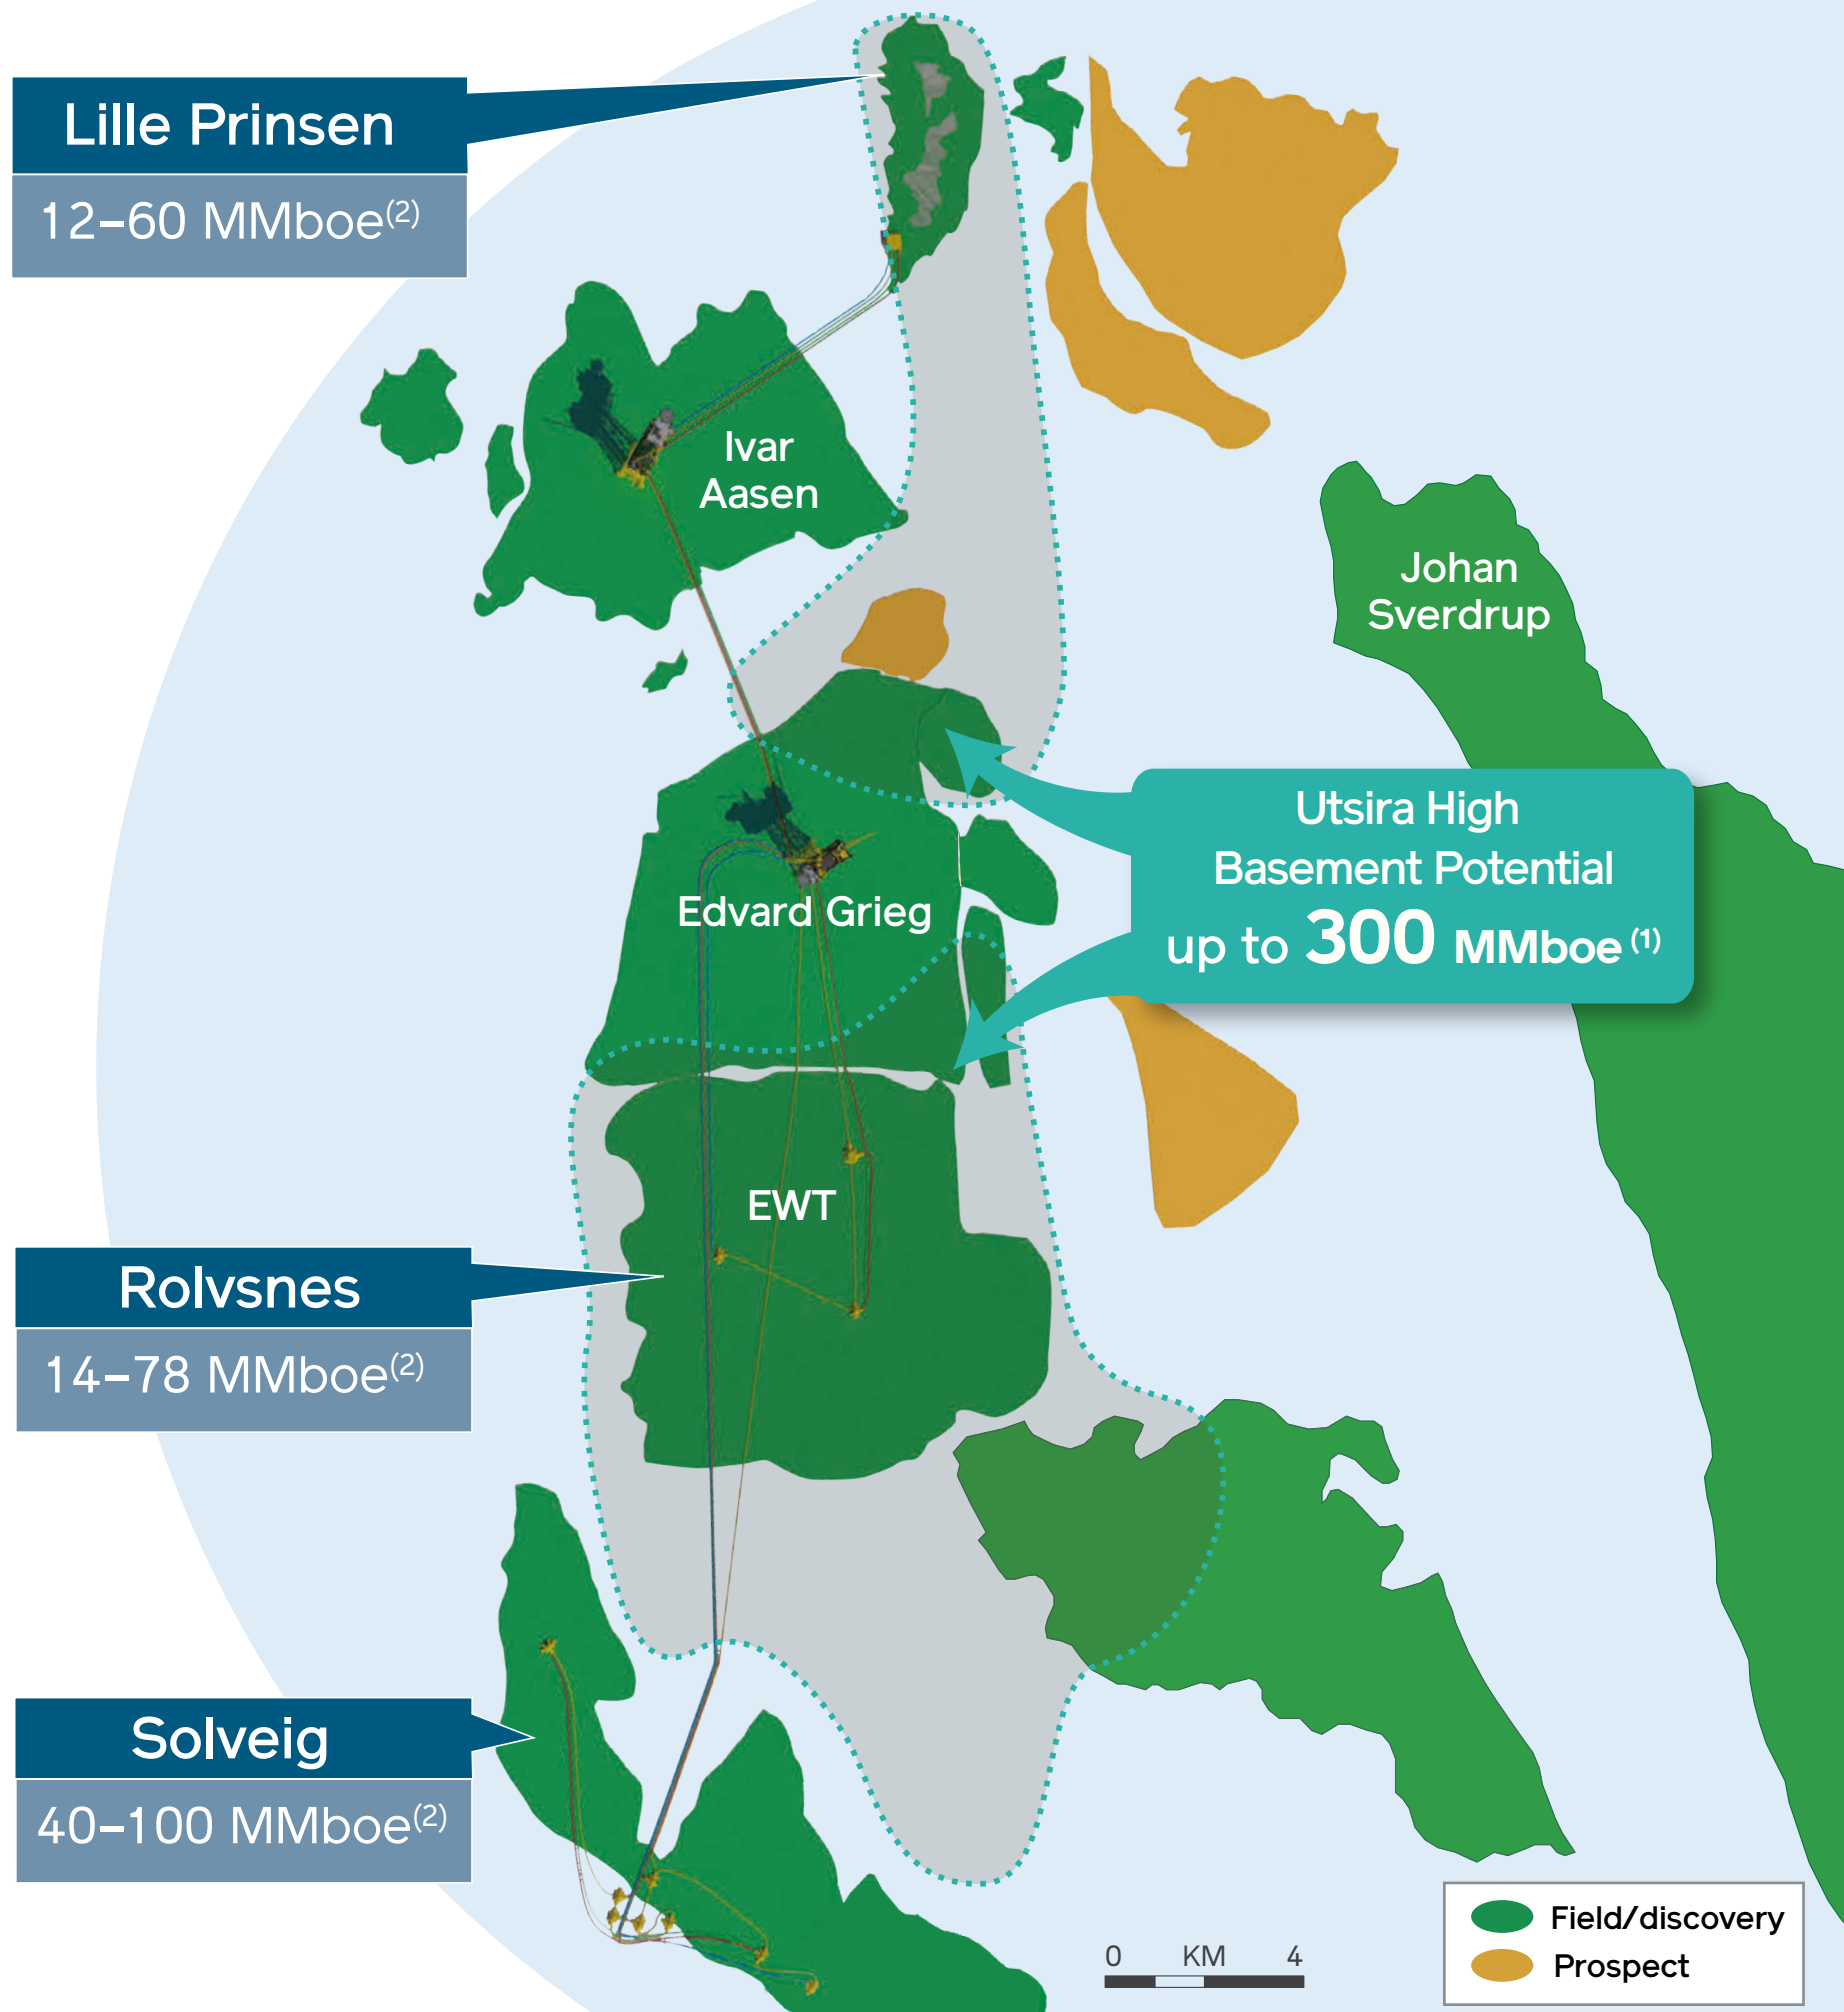 Lille Prinsen
12–60 MMboe(2)
Ivar
Aasen
Johan
Sverdrup
Utsira High
Basement Potential
up to 300 MMboe (1)
Edvard Grieg
EWT
Rolvsnes
14–78 MMboe(2)
Solveig
40–100 MMboe(2)
0 KM 4
Field/discovery
Prospect